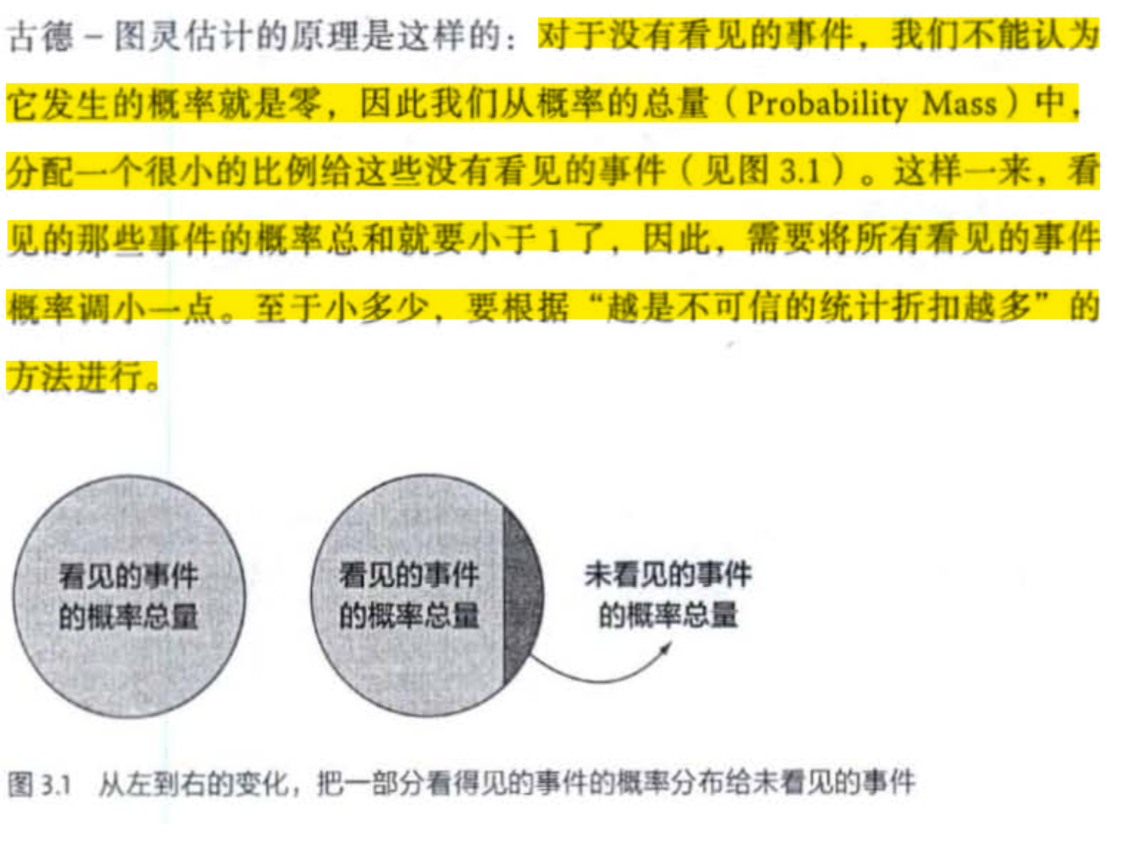 古德－图灵估计的原理是这样的：对于没有看见的事件，我们不能认为
它发生的概率就是零，因此我们从概率的总量（Probability Mass）中，
分配一个很小的比例给这些没有看见的事件（见图 3.1）。这样一来，看
见的那些事件的概率总和就要小于 1 了，因此，需要将所有看见的事件
概率调小一点。至于小多少，要根据“越是不可信的统计折扣越多”的
方法进行。
看见的事件
的概率总量
看见的事件
的概率总量
未看见的事件
的概率总量
图 3.1 从左到右的变化，把一部分看得见的事件的概率分布给未看见的事件